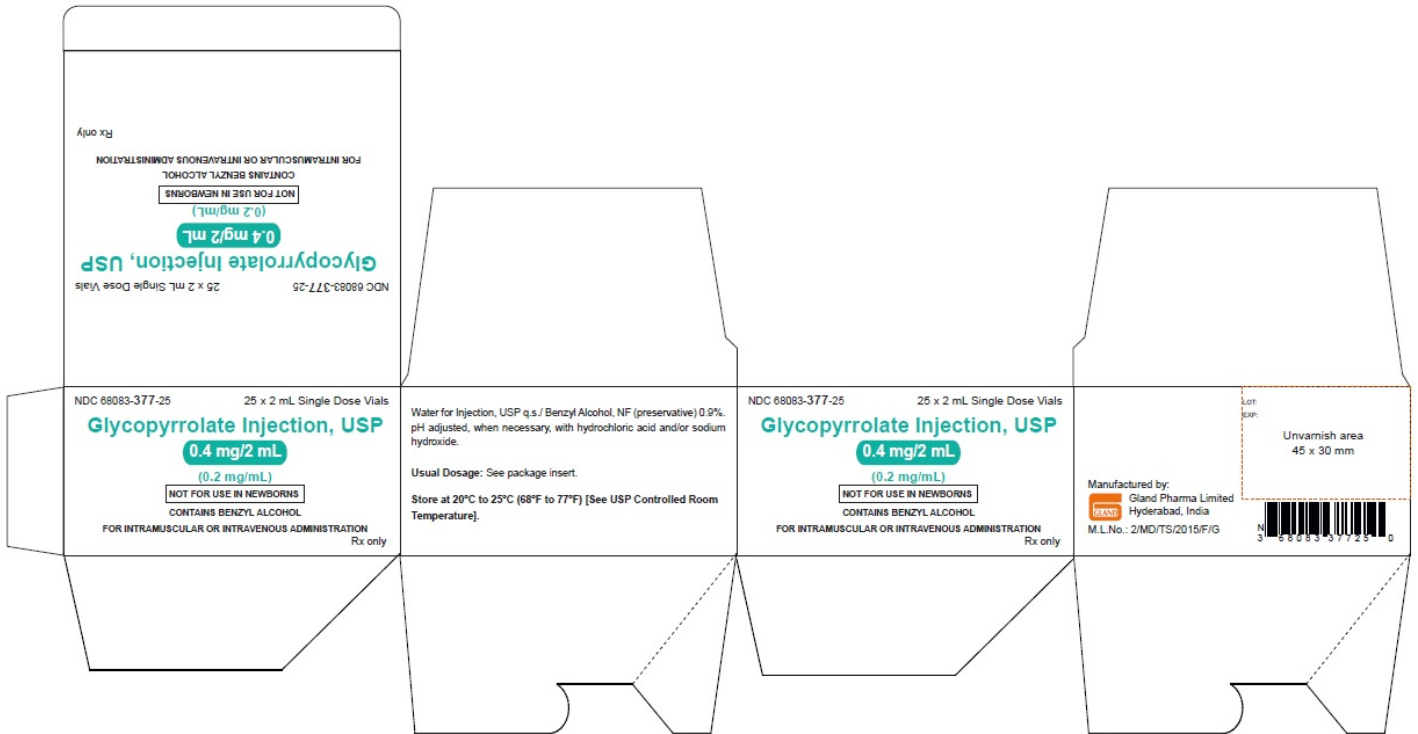 Rx only
FOR INTRAMUSCULAR OR INTRAVENOUS ADMINISTRATION
CONTAINS BENZYL ALCOHOL
NOT FOR USE IN NEWBORNS
(0.2 mg/mL)
0.4 mg/2 mL
Glycopyrrolate Injection, USP
NDC 68083-377-25 25 x 2 mL Single Dose Vials
NDC 68083-377-25 25 x 2 mL Single Dose Vials
Glycopyrrolate Injection, USP
0.4 mg/2 mL
(0.2 mg/mL)
NOT FOR USE IN NEWBORNS
CONTAINS BENZYL ALCOHOL
FOR INTRAMUSCULAR OR INTRAVENOUS ADMINISTRATION
Rx only
Water for Injection, USP q.s./ Benzyl Alcohol, NF (preservative) 0.9%.
pH adjusted, when necessary, with hydrochloric acid and/or sodium
hydroxide.
Usual Dosage: See package insert.
Store at 20°C to 25°C (68°F to 77°F) [See USP Controlled Room
Temperature].
NDC 68083-377-25 25 x 2 mL Single Dose Vials
Glycopyrrolate Injection, USP
0.4 mg/2 mL
(0.2 mg/mL)
NOT FOR USE IN NEWBORNS
CONTAINS BENZYL ALCOHOL
FOR INTRAMUSCULAR OR INTRAVENOUS ADMINISTRATION
Rx only
LOT:
EXP:
Unvarnish area
45 x 30 mm
Manufactured by:
GLAND
Gland Pharma Limited
Hyderabad, India
M.L.No.: 2/MD/TS/2015/F/G
N
3 68083 37725 0